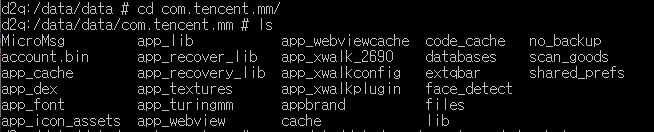 d2q:/data/data # cd com.tencent.mm/
d2q:/data/data/com.tencent.mm # ls
MicroMsg app_lib app_webviewcache code_cache no_backup
account.bin app_recover_lib app_xwalk_2690 databases scan_goods
app_cache app_recovery_lib app_xwalkconfig extqbar shared_prefs
app_dex app_textures app_xwalkplugin face_detect
app_font app_turingmm appbrand files
app_icon_assets app_webview cache lib